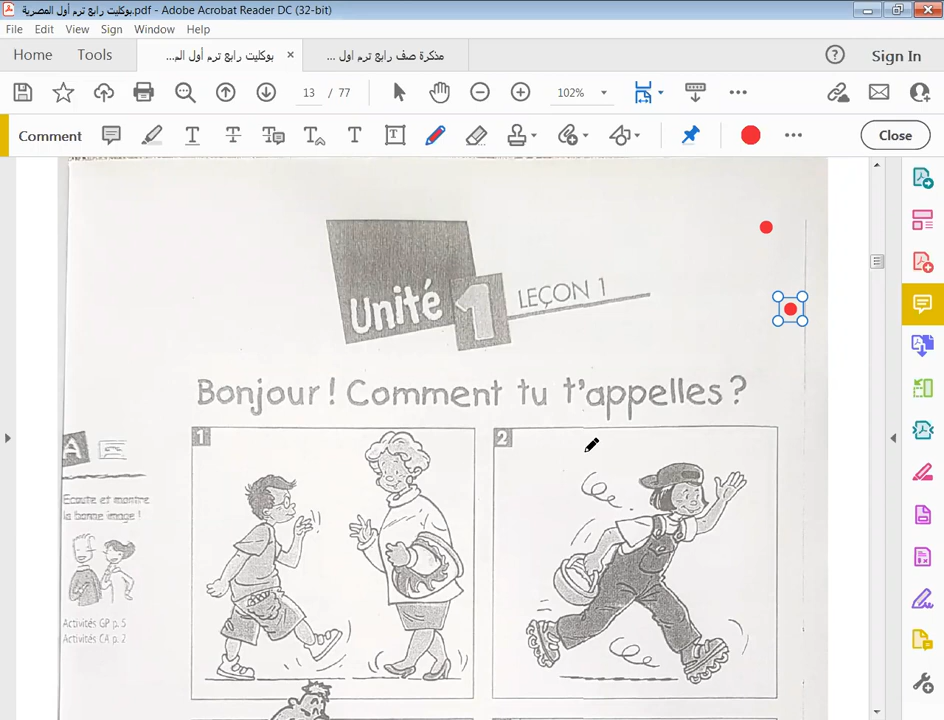 بوكليت رابع ترم أول المصرية.pdf - Adobe Acrobat Reader DC (32-bit)
File Edit View Sign Window Help
Home Tools بوكليت رابع ترم أول الم... × مذكرة صف رابع ترم اول ... Sign In
13 / 77 102%
Comment Close
Unité 1 LEÇON 1
Bonjour ! Comment tu t'appelles ?
A 1 2
Ecoute et montre
la bonne image !
Activités GP p. 5
Activités CA p. 2